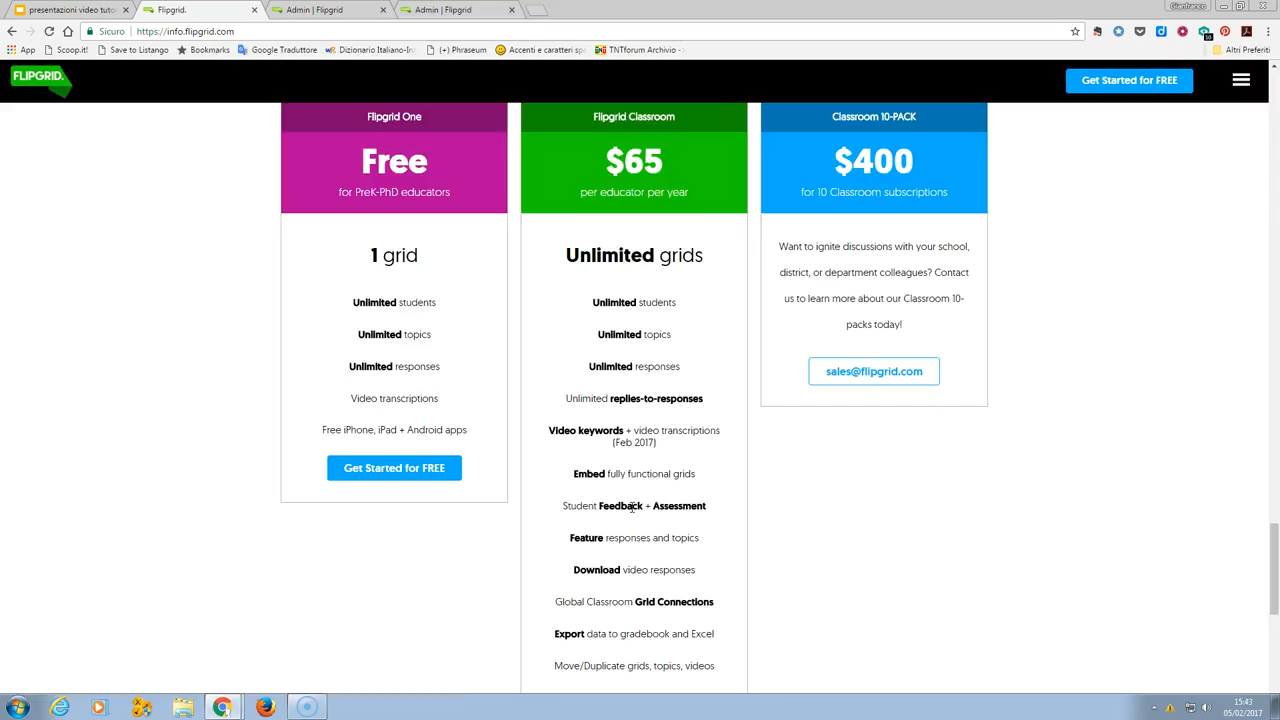 presentazioni video tuto
Flipgrid.
Admin | Flipgrid
Admin | Flipgrid
Gianfranco
Sicuro
https://info.flipgrid.com
App
Scoop.it!
Save to Listango
Bookmarks
Google Traduttore
Dizionario Italiano-In
(+) Phraseum
Accenti e caratteri spe
TNTforum Archivio -
Altri Preferiti
FLIPGRID.
Get Started for FREE
Flipgrid One
Free
for PreK-PhD educators
1 grid
Unlimited students
Unlimited topics
Unlimited responses
Video transcriptions
Free iPhone, iPad + Android apps
Get Started for FREE
Flipgrid Classroom
$65
per educator per year
Unlimited grids
Unlimited students
Unlimited topics
Unlimited responses
Unlimited replies-to-responses
Video keywords + video transcriptions
(Feb 2017)
Embed fully functional grids
Student Feedback + Assessment
Feature responses and topics
Download video responses
Global Classroom Grid Connections
Export data to gradebook and Excel
Move/Duplicate grids, topics, videos
Classroom 10-PACK
$400
for 10 Classroom subscriptions
Want to ignite discussions with your school,
district, or department colleagues? Contact
us to learn more about our Classroom 10-
packs today!
sales@flipgrid.com
15:43
05/02/2017